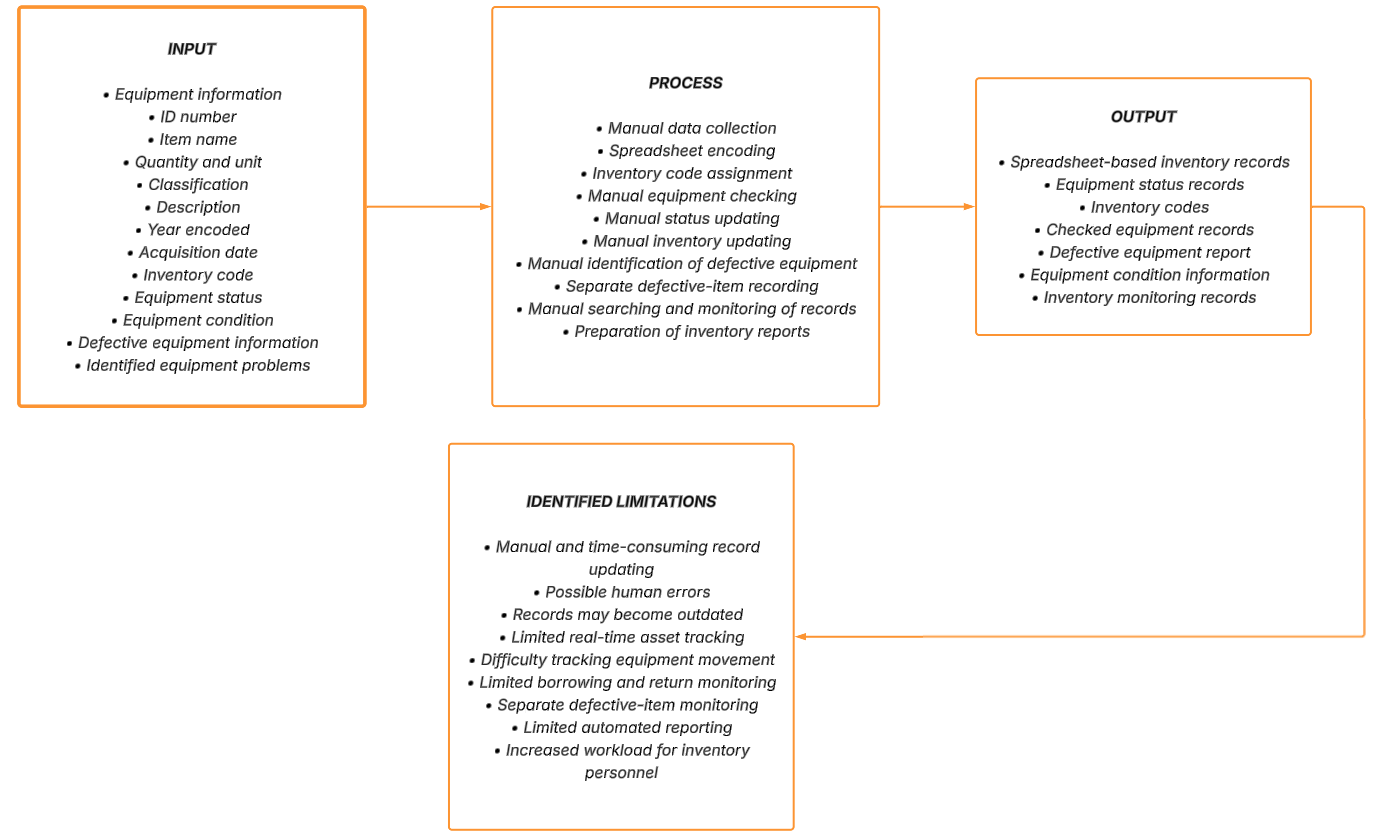 INPUT
• Equipment information
• ID number
• Item name
• Quantity and unit
• Classification
• Description
• Year encoded
• Acquisition date
• Inventory code
• Equipment status
• Equipment condition
• Defective equipment information
• Identified equipment problems
PROCESS
• Manual data collection
• Spreadsheet encoding
• Inventory code assignment
• Manual equipment checking
• Manual status updating
• Manual inventory updating
• Manual identification of defective equipment
• Separate defective-item recording
• Manual searching and monitoring of records
• Preparation of inventory reports
OUTPUT
• Spreadsheet-based inventory records
• Equipment status records
• Inventory codes
• Checked equipment records
• Defective equipment report
• Equipment condition information
• Inventory monitoring records
IDENTIFIED LIMITATIONS
• Manual and time-consuming record
updating
• Possible human errors
• Records may become outdated
• Limited real-time asset tracking
• Difficulty tracking equipment movement
• Limited borrowing and return monitoring
• Separate defective-item monitoring
• Limited automated reporting
• Increased workload for inventory
personnel